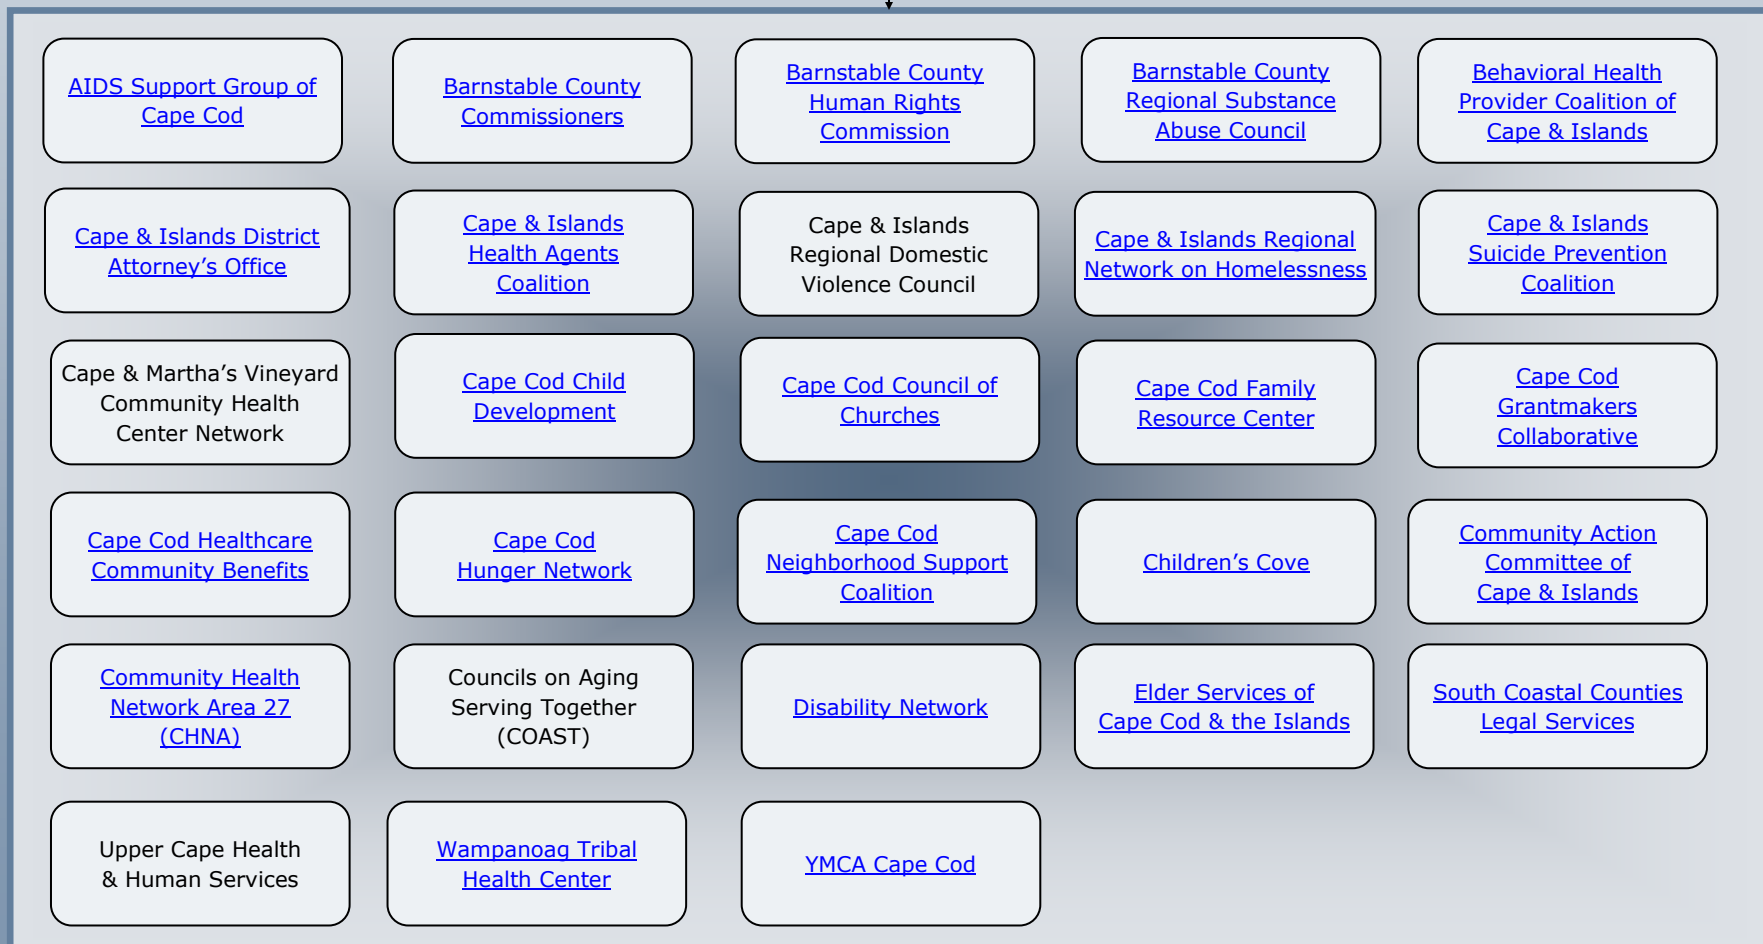 AIDS Support Group of
Cape Cod
Barnstable County
Commissioners
Barnstable County
Human Rights
Commission
Barnstable County
Regional Substance
Abuse Council
Behavioral Health
Provider Coalition of
Cape & Islands
Cape & Islands District
Attorney’s Office
Cape & Islands
Health Agents
Coalition
Cape & Islands
Regional Domestic
Violence Council
Cape & Islands Regional
Network on Homelessness
Cape & Islands
Suicide Prevention
Coalition
Cape & Martha’s Vineyard
Community Health
Center Network
Cape Cod Child
Development
Cape Cod Council of
Churches
Cape Cod Family
Resource Center
Cape Cod
Grantmakers
Collaborative
Cape Cod Healthcare
Community Benefits
Cape Cod
Hunger Network
Cape Cod
Neighborhood Support
Coalition
Children’s Cove
Community Action
Committee of
Cape & Islands
Community Health
Network Area 27
(CHNA)
Councils on Aging
Serving Together
(COAST)
Disability Network
Elder Services of
Cape Cod & the Islands
South Coastal Counties
Legal Services
Upper Cape Health
& Human Services
Wampanoag Tribal
Health Center
YMCA Cape Cod